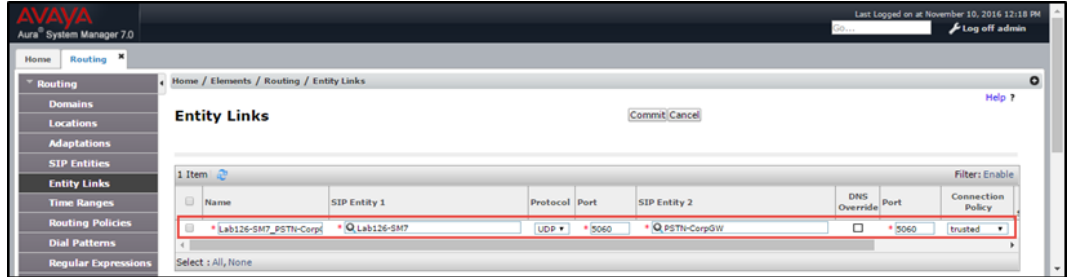 AVAYA
Aura® System Manager 7.0
Last Logged on at November 10, 2016 12:18 PM
Go...
Log off admin
Home
Routing ×
Routing
Domains
Locations
Adaptations
SIP Entities
Entity Links
Time Ranges
Routing Policies
Dial Patterns
Regular Expressions
Home / Elements / Routing / Entity Links
Help ?
Entity Links
Commit Cancel
1 Item
Filter: Enable
Name SIP Entity 1 Protocol Port SIP Entity 2 DNS Override Port Connection Policy
* Lab126-SM7_PSTN-Corp * Lab126-SM7 UDP * 5060 * PSTN-CorpGW * 5060 trusted
Select : All, None